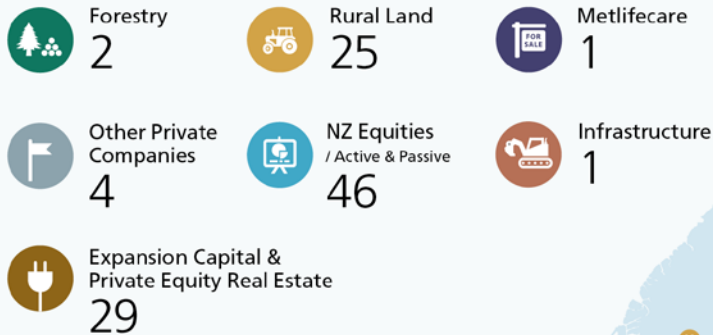 Forestry
2
Rural Land
25
FOR
SALE
Metlifecare
1
Other Private
Companies
4
NZ Equities
/ Active & Passive
46
Infrastructure
1
Expansion Capital &
Private Equity Real Estate
29